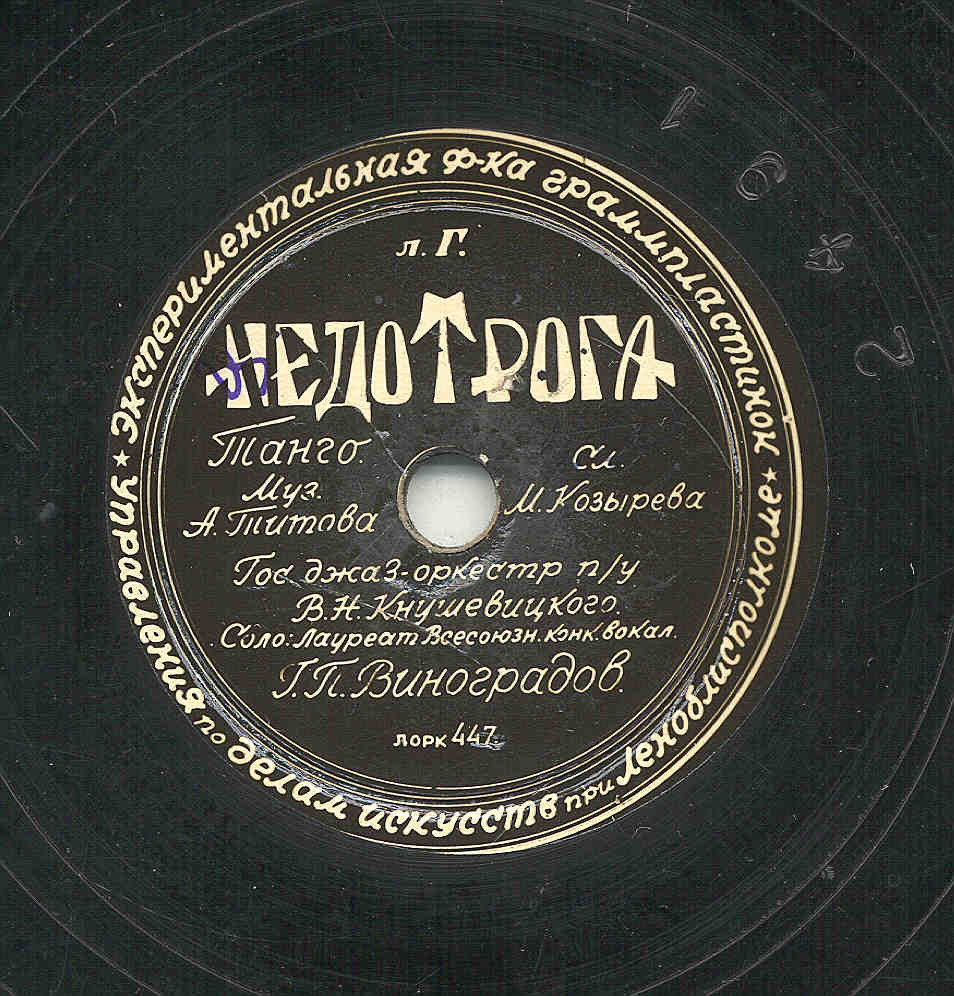 ★ Экспериментальная ф-ка грампластинок ★
Управления по делам искусств при Леноблисполкоме
л. Г.
НЕДОТРОГА
Танго.
Муз.
А. Титова
Сл.
М. Козырева
Гос джаз-оркестр п/у
В. Н. Кнушевицкого.
Соло: Лауреат Всесоюзн. конк. вокал.
Г. П. Виноградов.
ЛОРК 447
1642